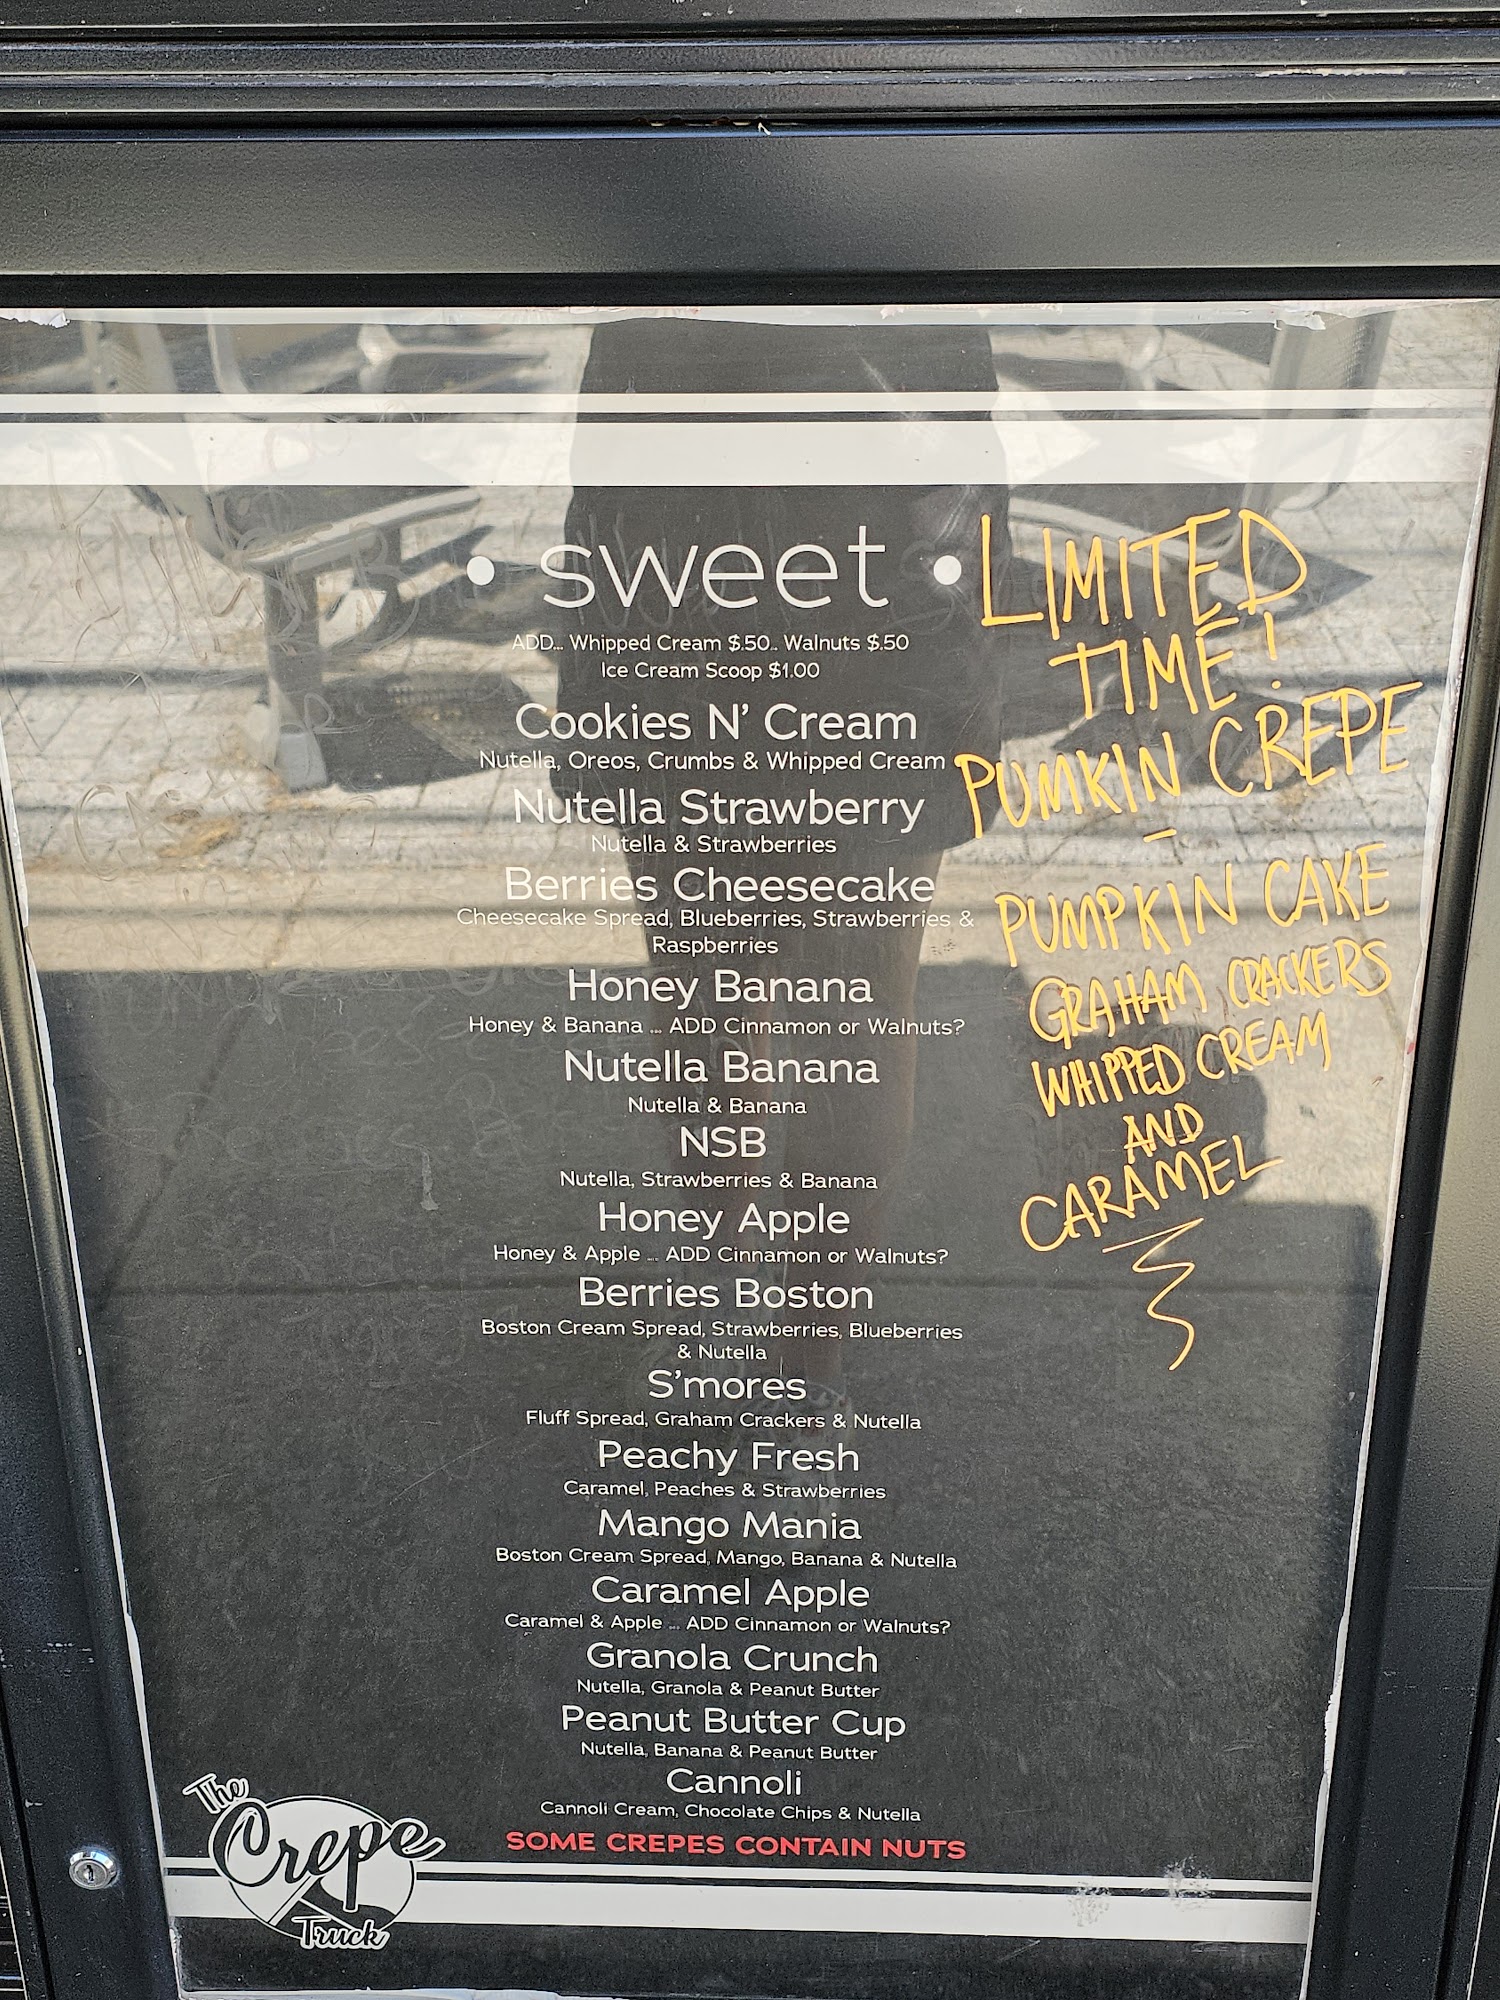 • sweet •
ADD... Whipped Cream $.50.. Walnuts $.50
Ice Cream Scoop $1.00
Cookies N' Cream
Nutella, Oreos, Crumbs & Whipped Cream
Nutella Strawberry
Nutella & Strawberries
Berries Cheesecake
Cheesecake Spread, Blueberries, Strawberries &
Raspberries
Honey Banana
Honey & Banana ... ADD Cinnamon or Walnuts?
Nutella Banana
Nutella & Banana
NSB
Nutella, Strawberries & Banana
Honey Apple
Honey & Apple ... ADD Cinnamon or Walnuts?
Berries Boston
Boston Cream Spread, Strawberries, Blueberries
& Nutella
S'mores
Fluff Spread, Graham Crackers & Nutella
Peachy Fresh
Caramel, Peaches & Strawberries
Mango Mania
Boston Cream Spread, Mango, Banana & Nutella
Caramel Apple
Caramel & Apple ... ADD Cinnamon or Walnuts?
Granola Crunch
Nutella, Granola & Peanut Butter
Peanut Butter Cup
Nutella, Banana & Peanut Butter
Cannoli
Cannoli Cream, Chocolate Chips & Nutella
SOME CREPES CONTAIN NUTS
LIMITED
TIME!
PUMKIN CREPE
-
PUMPKIN CAKE
GRAHAM CRACKERS
WHIPPED CREAM
AND
CARAMEL
The
Crepe
Truck